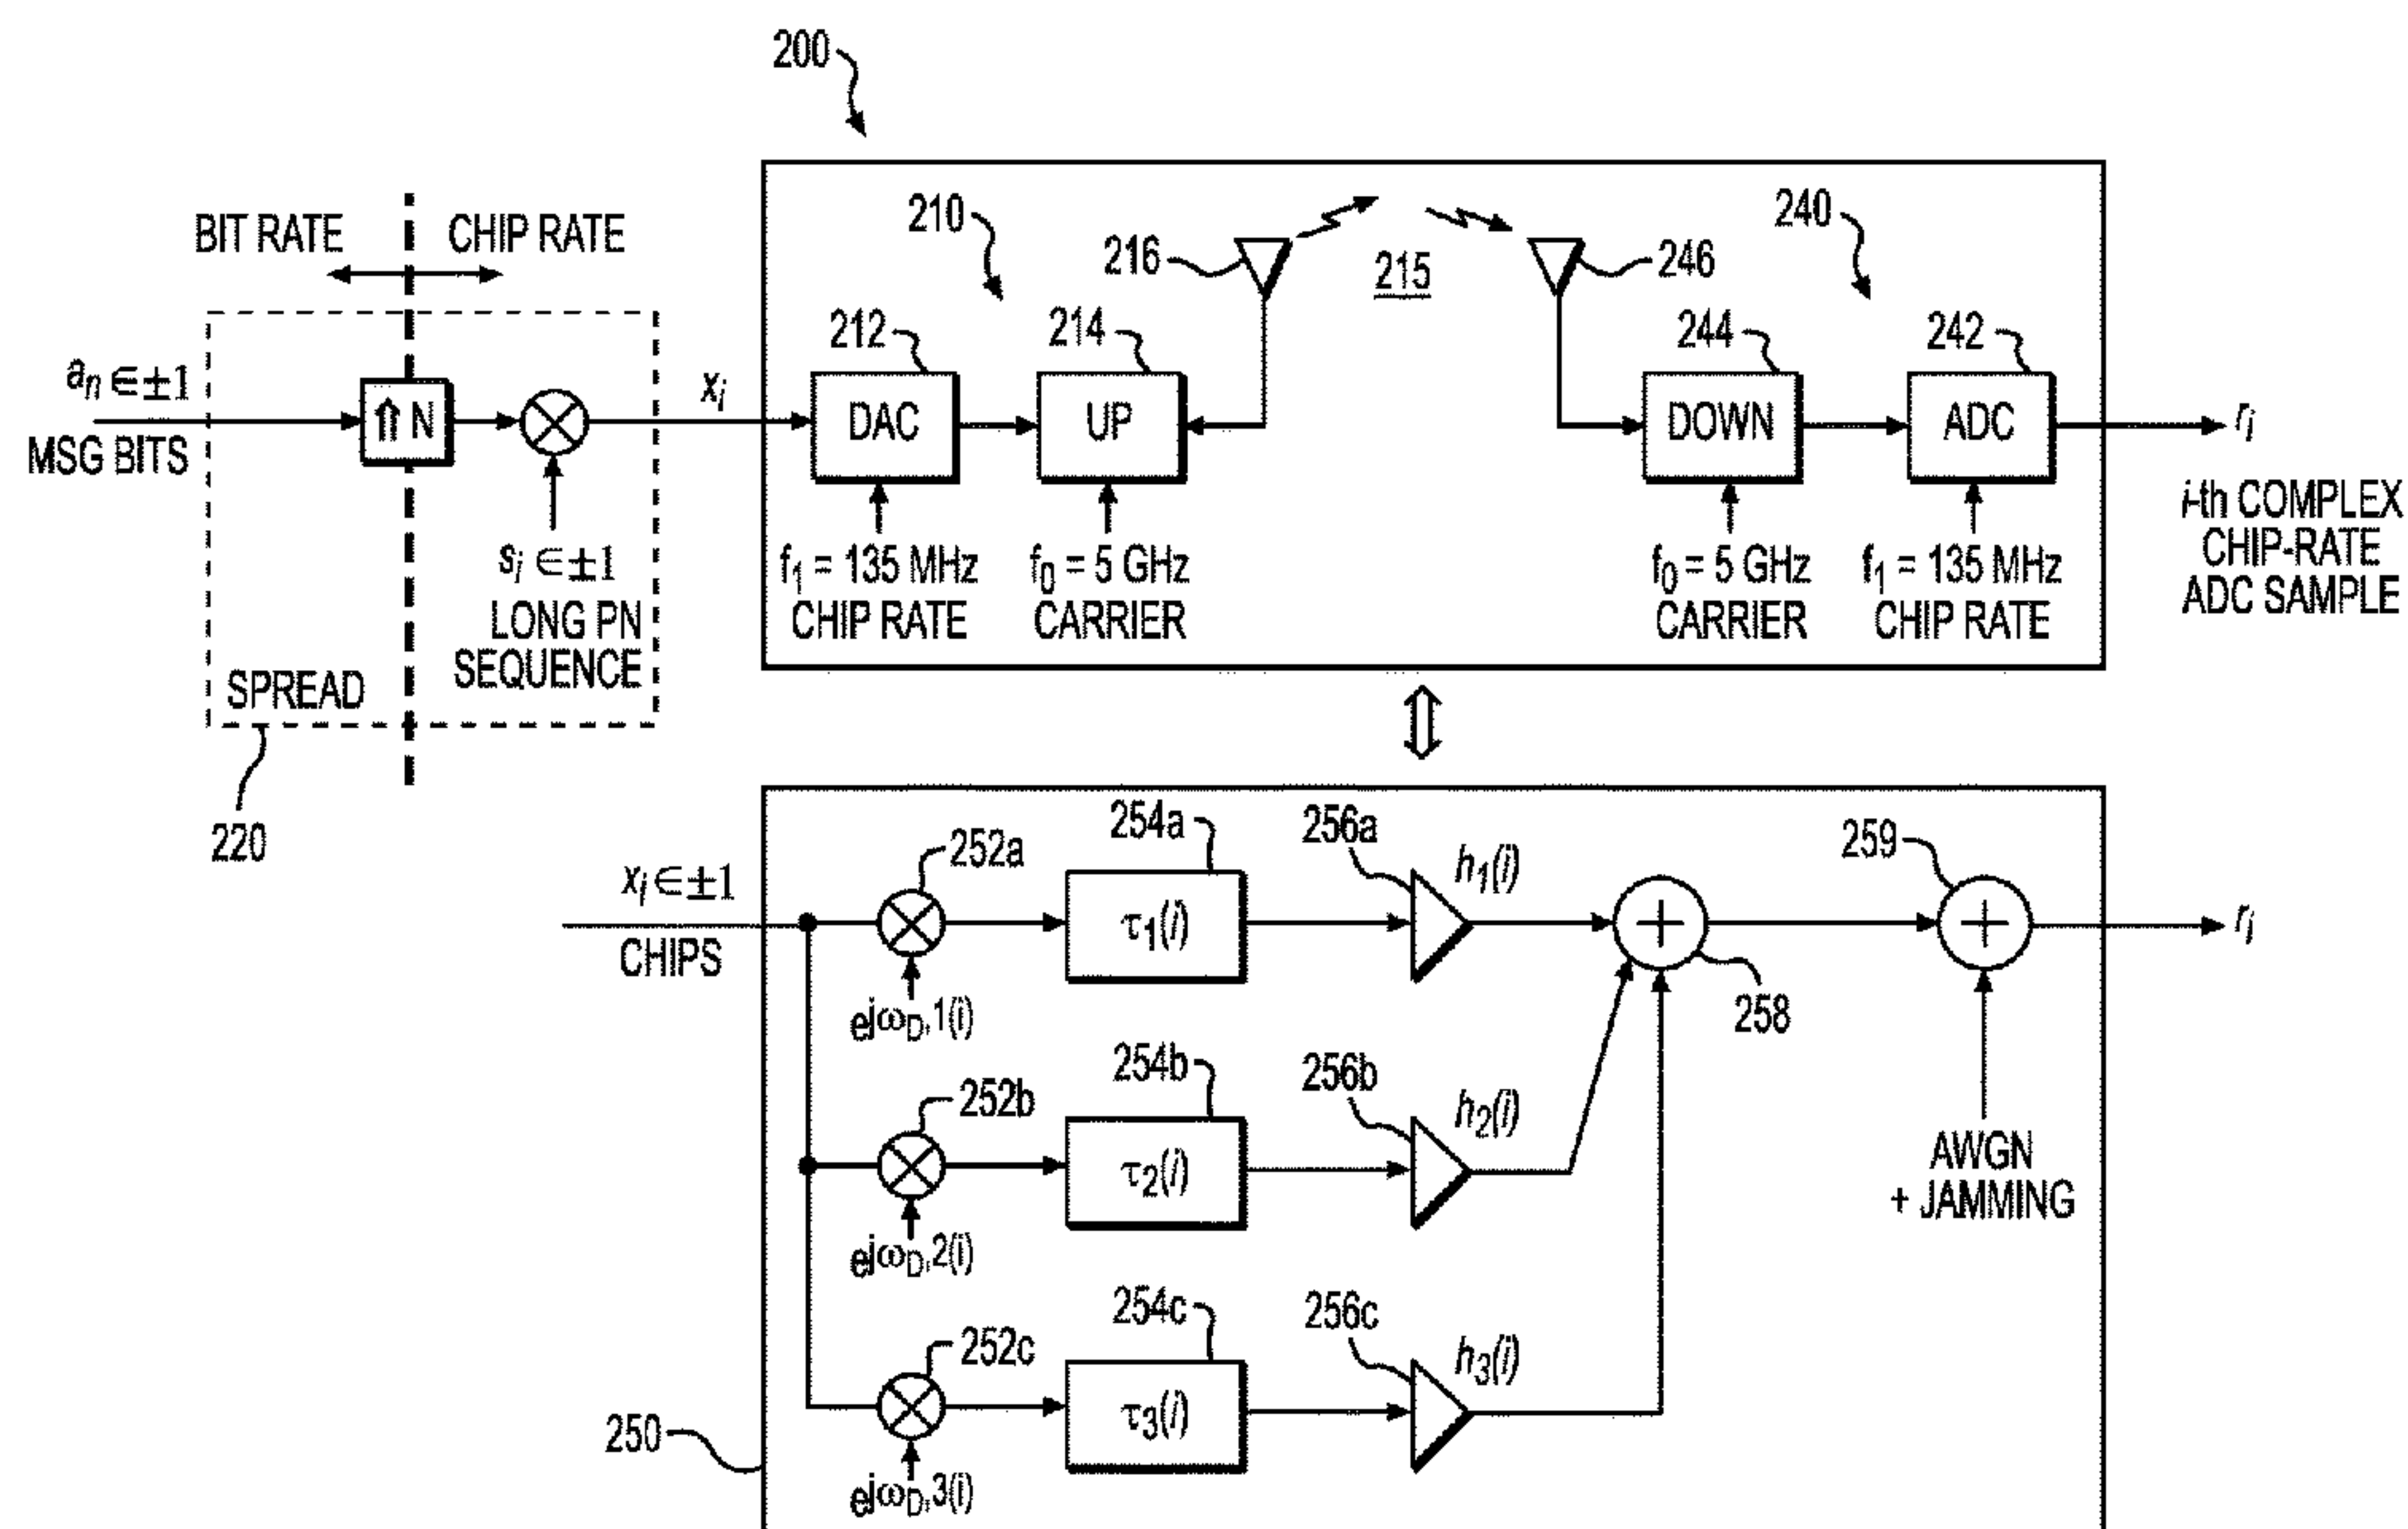 200
BIT RATE
CHIP RATE
210
216
215
246
240
212
214
244
242
aₙ ∈ ±1
MSG BITS
⇑ N
xᵢ
DAC
UP
DOWN
ADC
rᵢ
i-th COMPLEX
CHIP-RATE
ADC SAMPLE
sᵢ ∈ ±1
LONG PN
SEQUENCE
f₁ = 135 MHz
CHIP RATE
f₀ = 5 GHz
CARRIER
f₀ = 5 GHz
CARRIER
f₁ = 135 MHz
CHIP RATE
SPREAD
220
xᵢ ∈ ±1
CHIPS
252a
254a
256a
h₁(i)
259
τ₁(i)
+
+
rᵢ
258
ejωD,1(i)
252b
254b
256b
h₂(i)
τ₂(i)
AWGN
+ JAMMING
ejωD,2(i)
252c
254c
256c
h₃(i)
τ₃(i)
250
ejωD,3(i)